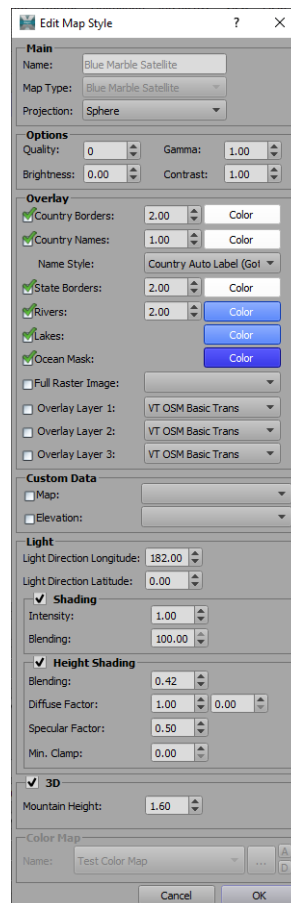 Edit Map Style ? ×
Main
Name: Blue Marble Satellite
Map Type: Blue Marble Satellite
Projection: Sphere
Options
Quality: 0 Gamma: 1.00
Brightness: 0.00 Contrast: 1.00
Overlay
Country Borders: 2.00 Color
Country Names: 1.00 Color
Name Style: Country Auto Label (Got
State Borders: 2.00 Color
Rivers: 2.00 Color
Lakes: Color
Ocean Mask: Color
Full Raster Image:
Overlay Layer 1: VT OSM Basic Trans
Overlay Layer 2: VT OSM Basic Trans
Overlay Layer 3: VT OSM Basic Trans
Custom Data
Map:
Elevation:
Light
Light Direction Longitude: 182.00
Light Direction Latitude: 0.00
Shading
Intensity: 1.00
Blending: 100.00
Height Shading
Blending: 0.42
Diffuse Factor: 1.00 0.00
Specular Factor: 0.50
Min. Clamp: 0.00
3D
Mountain Height: 1.60
Color Map
Name: Test Color Map ... A
D
Cancel OK